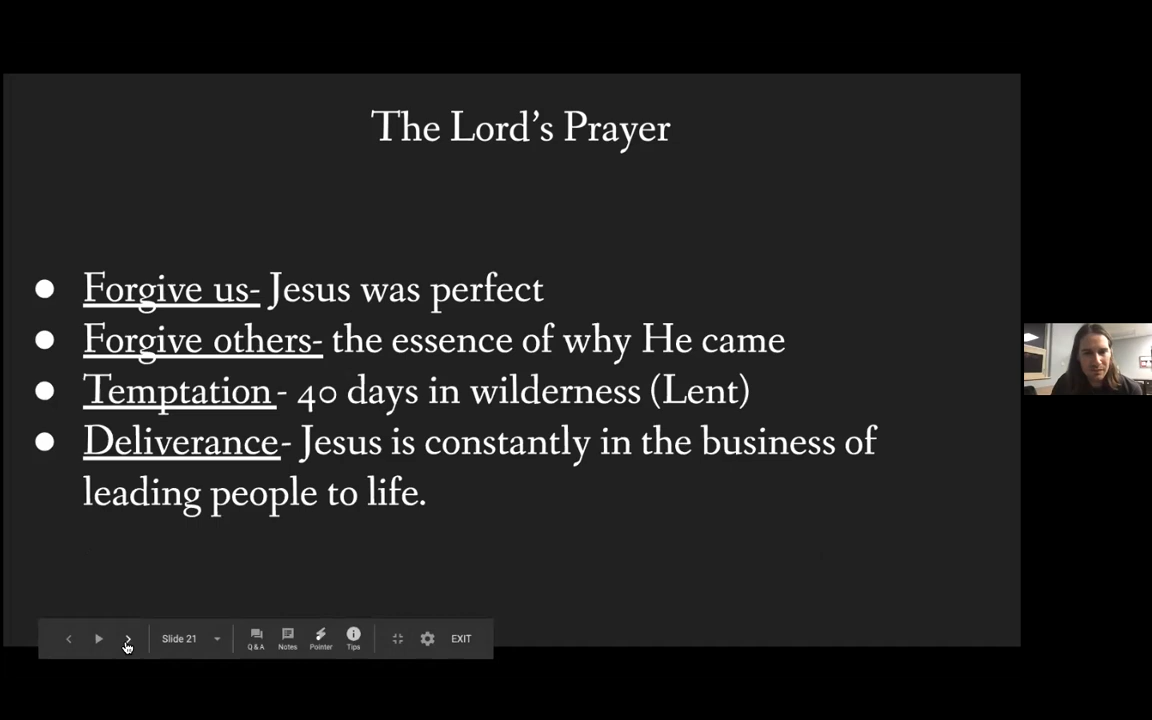 The Lord's Prayer
● Forgive us- Jesus was perfect
● Forgive others- the essence of why He came
● Temptation- 40 days in wilderness (Lent)
● Deliverance- Jesus is constantly in the business of
leading people to life.
Slide 21
Q & A
Notes
Pointer
Tips
EXIT